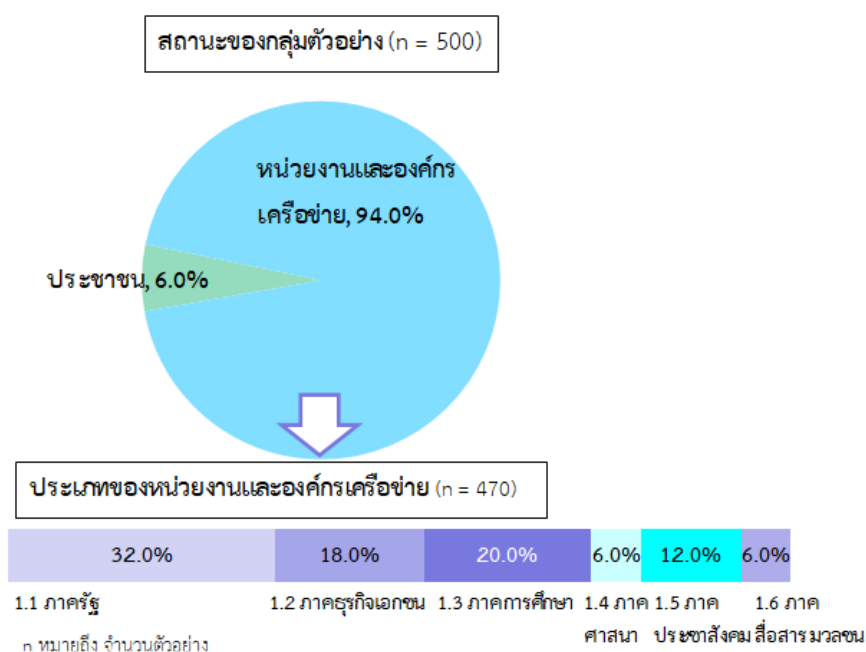 สถานะของกลุ่มตัวอย่าง (n = 500)
หน่วยงานและองค์กร
เครือข่าย, 94.0%
ประชาชน, 6.0%
ประเภทของหน่วยงานและองค์กรเครือข่าย (n = 470)
32.0% 18.0% 20.0% 6.0% 12.0% 6.0%
1.1 ภาครัฐ 1.2 ภาคธุรกิจเอกชน 1.3 ภาคการศึกษา 1.4 ภาค 1.5 ภาค 1.6 ภาค
ศาสนา ประชาสังคม สื่อสารมวลชน
n หมายถึง จำนวนตัวอย่าง